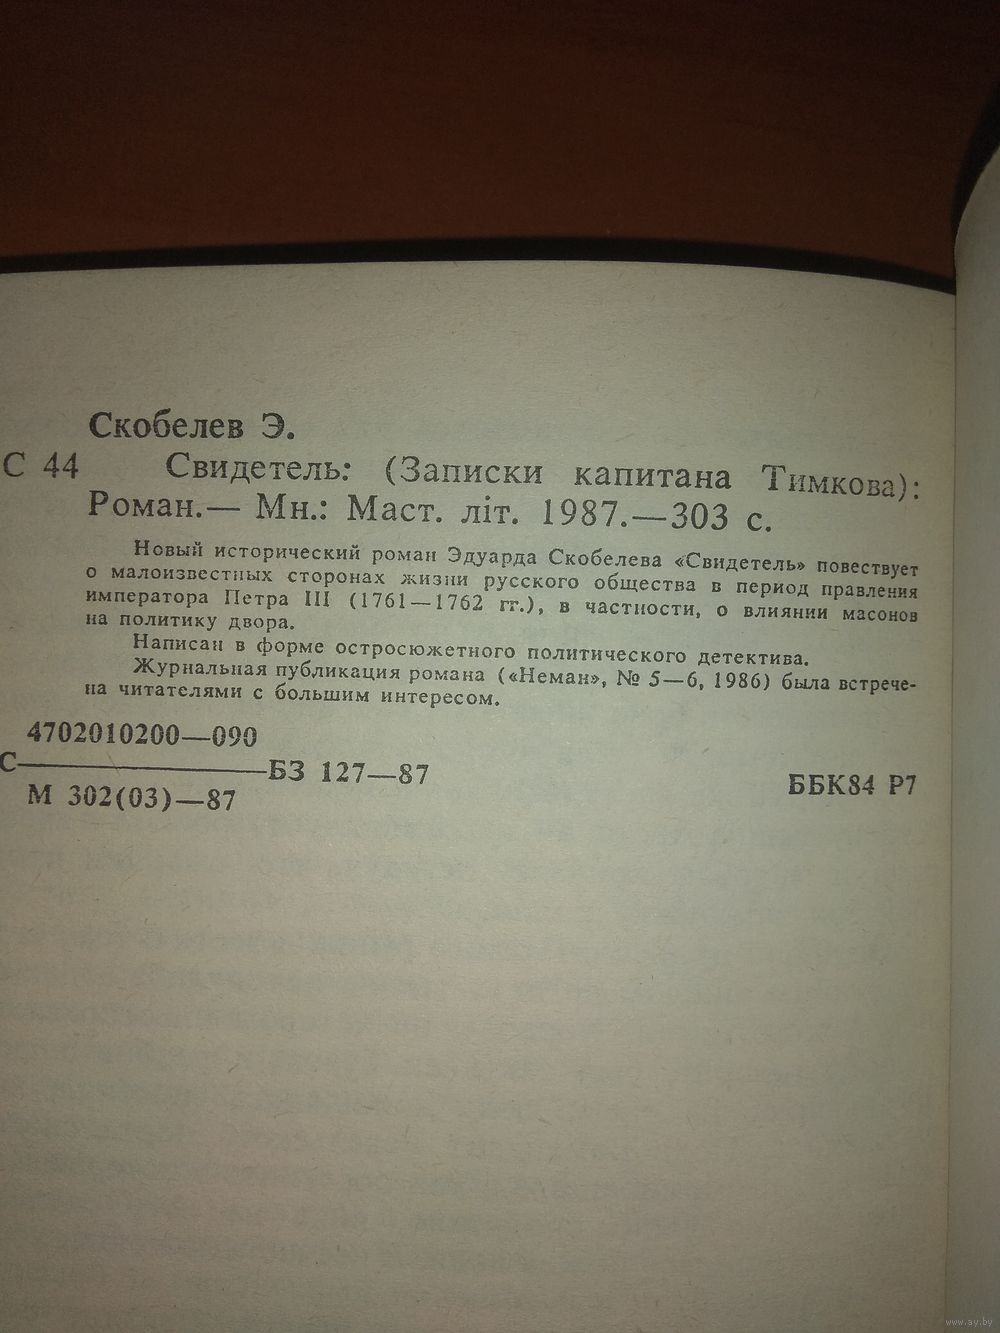 Скобелев Э.
С 44 Свидетель: (Записки капитана Тимкова):
Роман.— Мн.: Маст. літ. 1987.—303 с.
Новый исторический роман Эдуарда Скобелева «Свидетель» повествует
о малоизвестных сторонах жизни русского общества в период правления
императора Петра III (1761—1762 гг.), в частности, о влиянии масонов
на политику двора.
Написан в форме остросюжетного политического детектива.
Журнальная публикация романа («Неман», № 5—6, 1986) была встрече-
на читателями с большим интересом.
4702010200—090
С————БЗ 127—87
М 302(03)—87
ББК84 Р7
www.ay.by